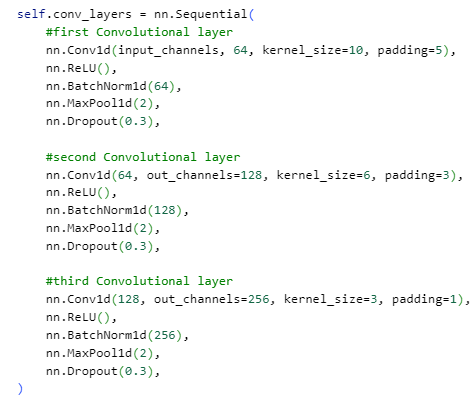 self.conv_layers = nn.Sequential(
    #first Convolutional layer
    nn.Conv1d(input_channels, 64, kernel_size=10, padding=5),
    nn.ReLU(),
    nn.BatchNorm1d(64),
    nn.MaxPool1d(2),
    nn.Dropout(0.3),

    #second Convolutional layer
    nn.Conv1d(64, out_channels=128, kernel_size=6, padding=3),
    nn.ReLU(),
    nn.BatchNorm1d(128),
    nn.MaxPool1d(2),
    nn.Dropout(0.3),

    #third Convolutional layer
    nn.Conv1d(128, out_channels=256, kernel_size=3, padding=1),
    nn.ReLU(),
    nn.BatchNorm1d(256),
    nn.MaxPool1d(2),
    nn.Dropout(0.3),
)